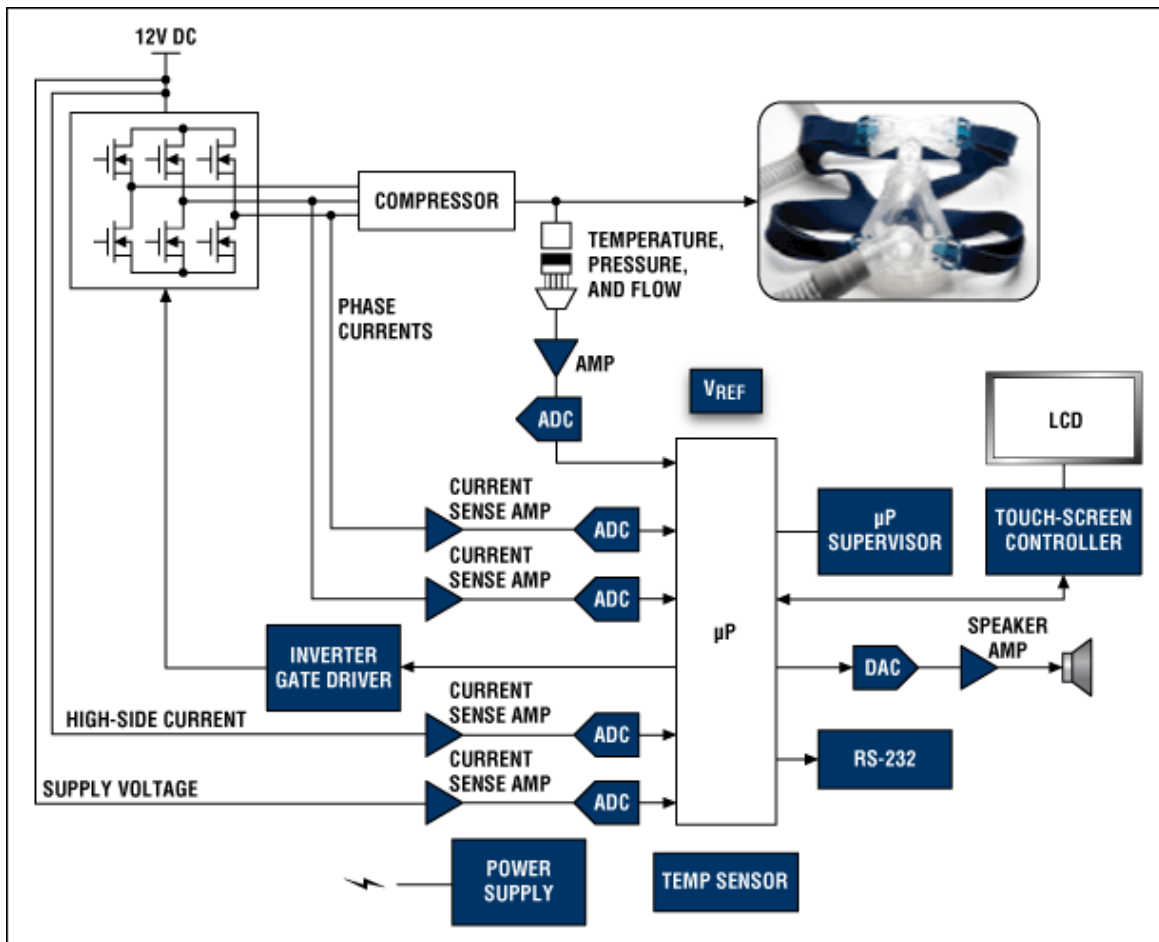 12V DC
COMPRESSOR
TEMPERATURE,
PRESSURE,
AND FLOW
PHASE
CURRENTS
AMP
VREF
ADC
LCD
CURRENT
SENSE AMP
ADC
µP
SUPERVISOR
TOUCH-SCREEN
CONTROLLER
CURRENT
SENSE AMP
ADC
µP
INVERTER
GATE DRIVER
DAC
SPEAKER
AMP
HIGH-SIDE CURRENT
CURRENT
SENSE AMP
ADC
RS-232
SUPPLY VOLTAGE
CURRENT
SENSE AMP
ADC
POWER
SUPPLY
TEMP SENSOR